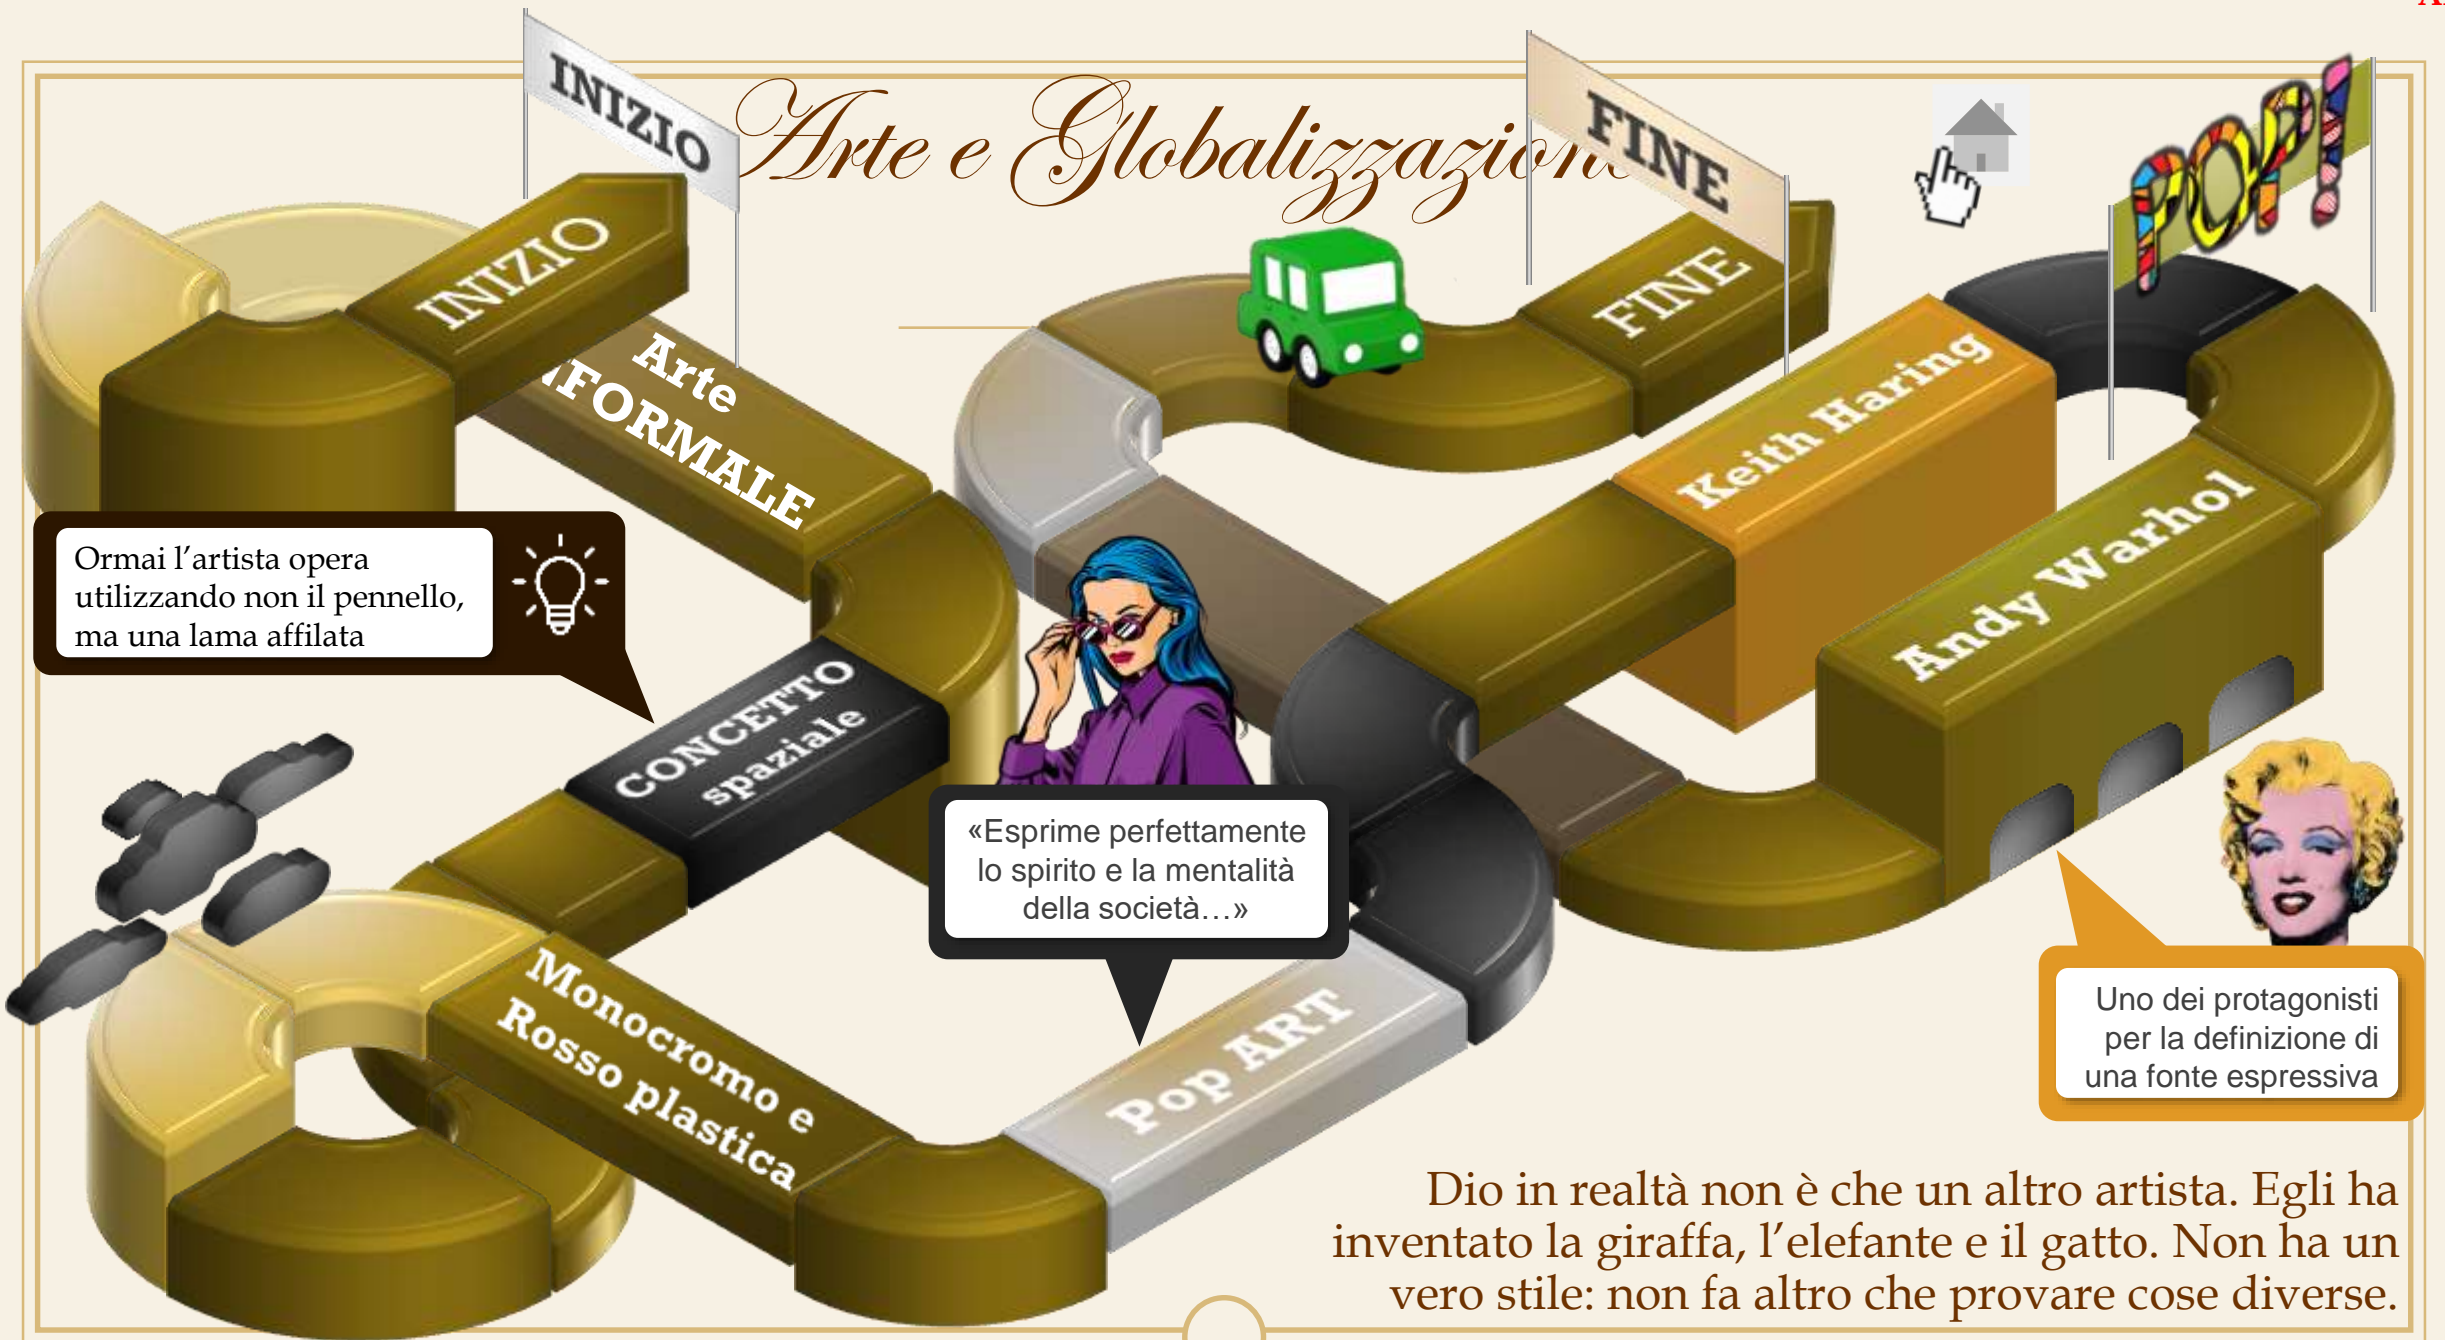 INIZIO
Arte e Globalizzazione
FINE
POP!
INIZIO
FINE
Arte
INFORMALE
Keith Haring
Andy Warhol
Ormai l’artista opera
utilizzando non il pennello,
ma una lama affilata
CONCETTO
spaziale
«Esprime perfettamente
lo spirito e la mentalità
della società…»
Monocromo e
Rosso plastica
Pop ART
Uno dei protagonisti
per la definizione di
una fonte espressiva
Dio in realtà non è che un altro artista. Egli ha
inventato la giraffa, l’elefante e il gatto. Non ha un
vero stile: non fa altro che provare cose diverse.